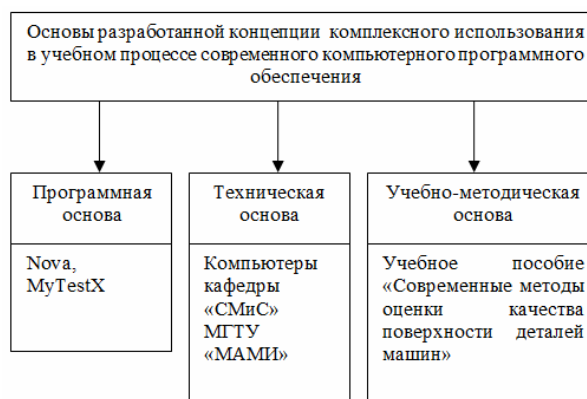 Основы разработанной концепции комплексного использования
в учебном процессе современного компьютерного программного
обеспечения
Программная
основа
Nova,
MyTestX
Техническая
основа
Компьютеры
кафедры
«СМиС»
МГТУ
«МАМИ»
Учебно-методическая
основа
Учебное пособие
«Современные методы
оценки качества
поверхности деталей
машин»